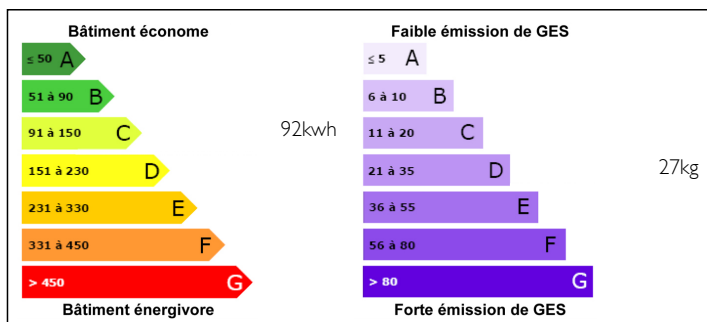 Bâtiment économe
≤ 50 A
51 à 90 B
91 à 150 C
92kwh
151 à 230 D
231 à 330 E
331 à 450 F
> 450 G
Bâtiment énergivore
Faible émission de GES
≤ 5 A
6 à 10 B
11 à 20 C
21 à 35 D
27kg
36 à 55 E
56 à 80 F
> 80 G
Forte émission de GES